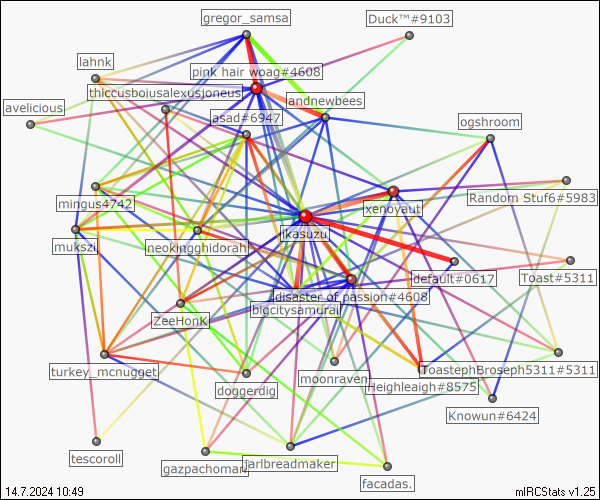 gregor_samsa
Duck™#9103
lahnk
pink hair woag#4608
thiccusboiusalexusjoneus
andnewbees
avelicious
asad#6947
ogshroom
mingus4742
xenoyaut
Random Stuf6#5983
mukszi
neokingghidorah
ikasuzu
default#0617
Toast#5311
disaster of passion#4608
bigcitysamurai
ZeeHonk
turkey_mcnugget
moonraven
ToastephBroseph5311#5311
Heighleaigh#8575
doggerdig
Knowun#6424
tescoroll
gazpachoman
jarlbreadmaker
facadas.
14.7.2024 10:49
mIRCStats v1.25